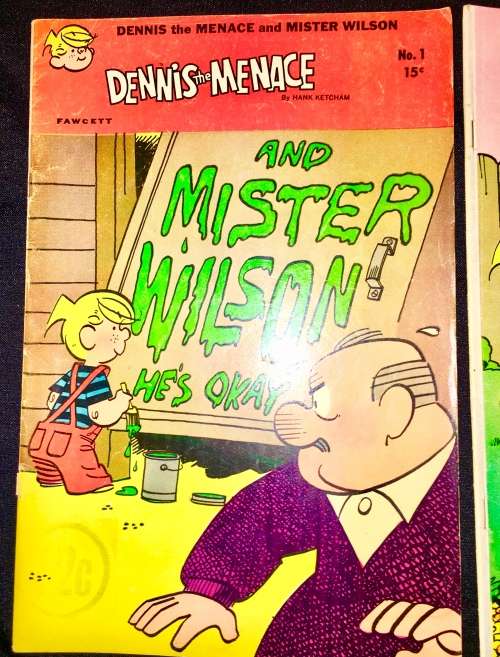 DENNIS the MENACE and MISTER WILSON
No. 1
15¢
DENNIS the MENACE
By HANK KETCHAM
FAWCETT
AND
MISTER
WILSON
HE'S OKAY
2c